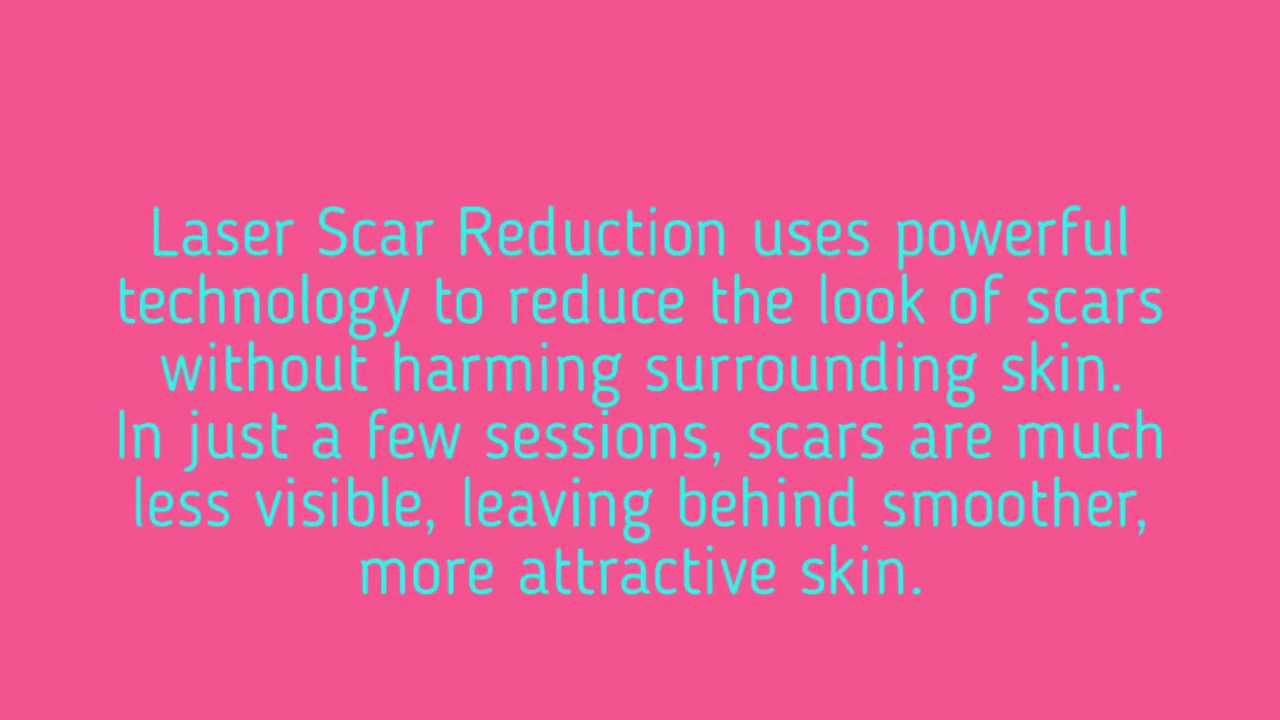 Laser Scar Reduction uses powerful
technology to reduce the look of scars
without harming surrounding skin.
In just a few sessions, scars are much
less visible, leaving behind smoother,
more attractive skin.